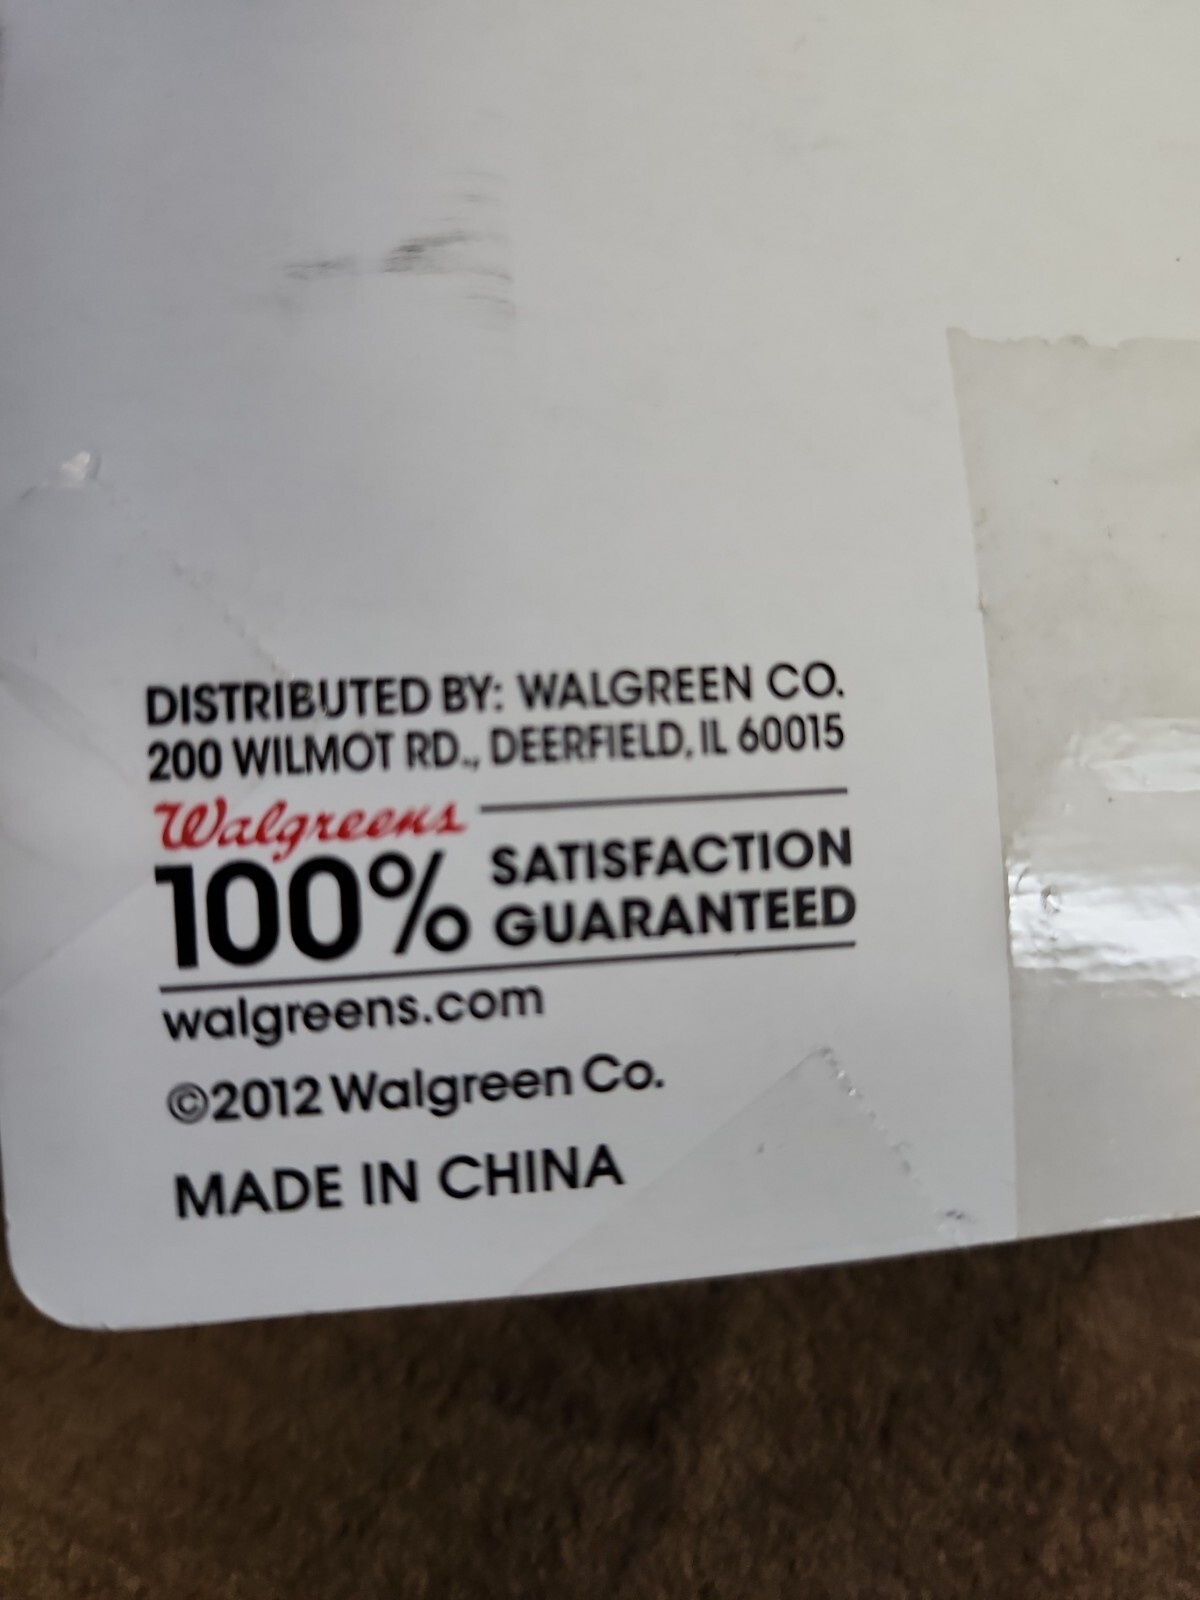 DISTRIBUTED BY: WALGREEN CO.
200 WILMOT RD., DEERFIELD, IL 60015
Walgreens
100% SATISFACTION
GUARANTEED
walgreens.com
©2012 Walgreen Co.
MADE IN CHINA